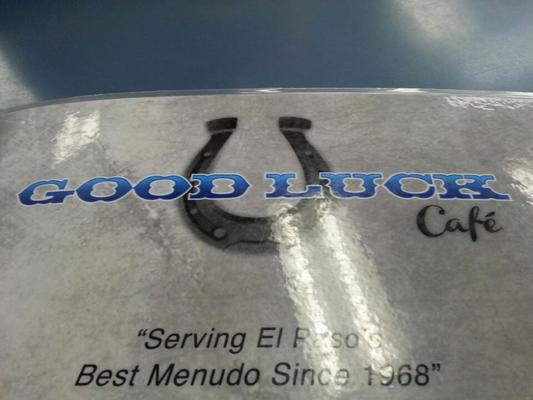 GOOD LUCK
Café
“Serving El Paso's
Best Menudo Since 1968”